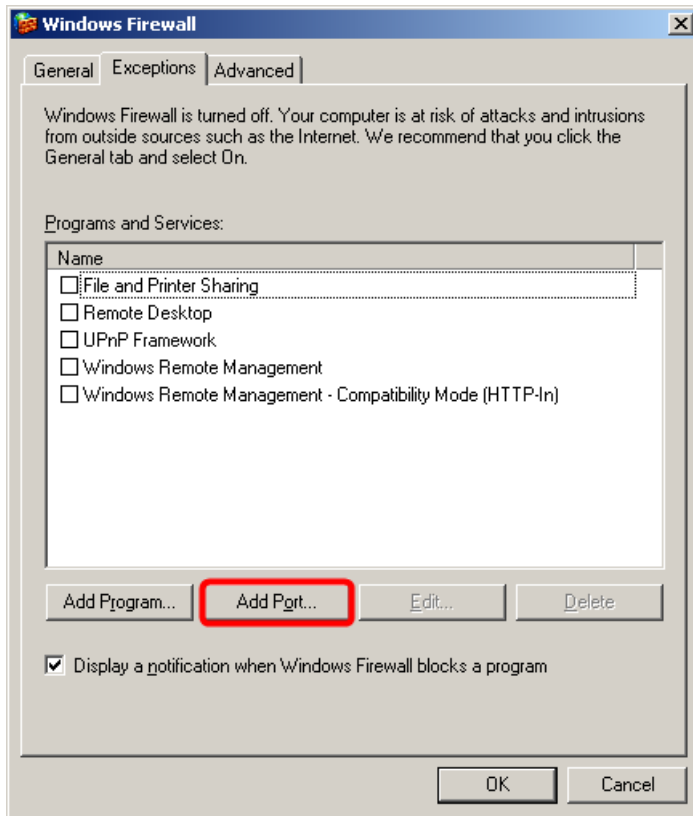 Windows Firewall
General Exceptions Advanced
Windows Firewall is turned off. Your computer is at risk of attacks and intrusions
from outside sources such as the Internet. We recommend that you click the
General tab and select On.
Programs and Services:
Name
File and Printer Sharing
Remote Desktop
UPnP Framework
Windows Remote Management
Windows Remote Management - Compatibility Mode (HTTP-In)
Add Program... Add Port... Edit... Delete
Display a notification when Windows Firewall blocks a program
OK Cancel